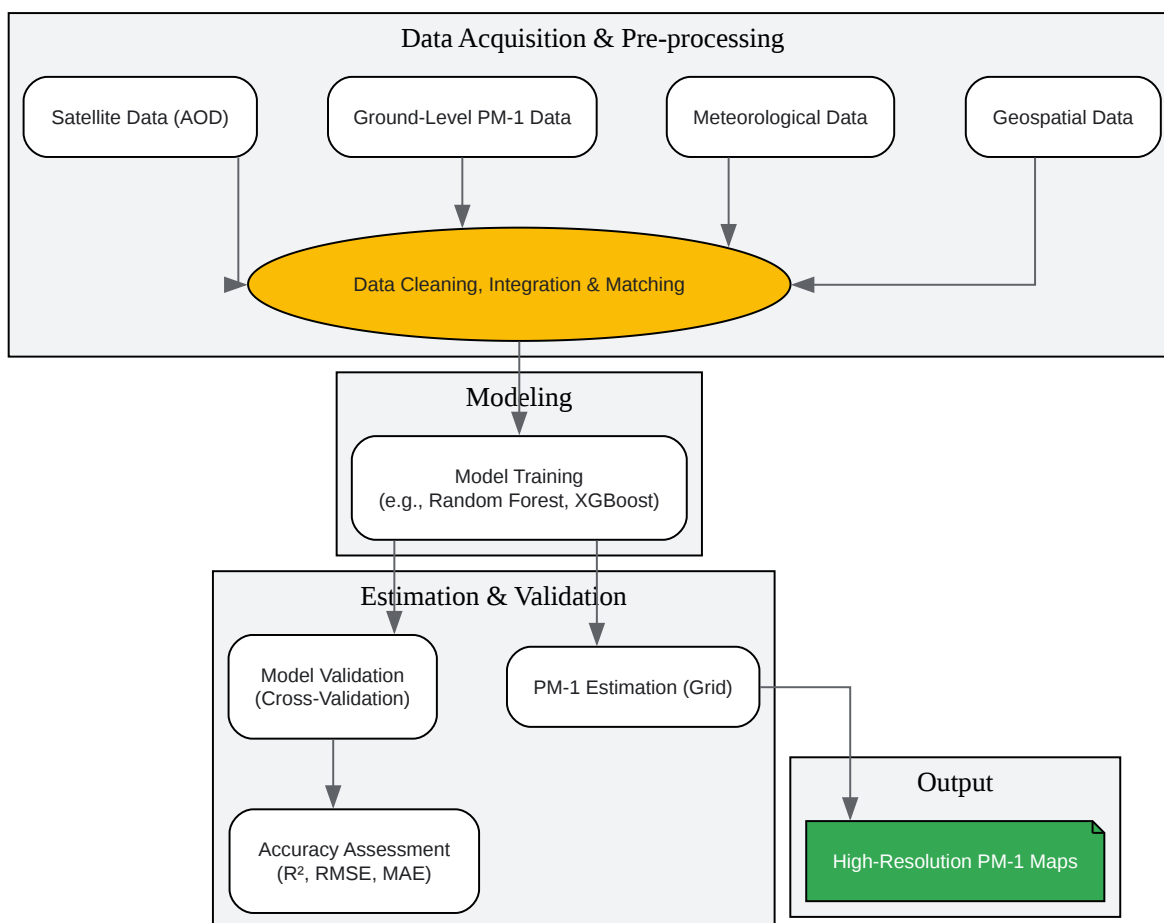 Data Acquisition & Pre-processing
Satellite Data (AOD)
Ground-Level PM-1 Data
Meteorological Data
Geospatial Data
Data Cleaning, Integration & Matching
Modeling
Model Training
(e.g., Random Forest, XGBoost)
Estimation & Validation
Model Validation
(Cross-Validation)
PM-1 Estimation (Grid)
Accuracy Assessment
(R², RMSE, MAE)
Output
High-Resolution PM-1 Maps